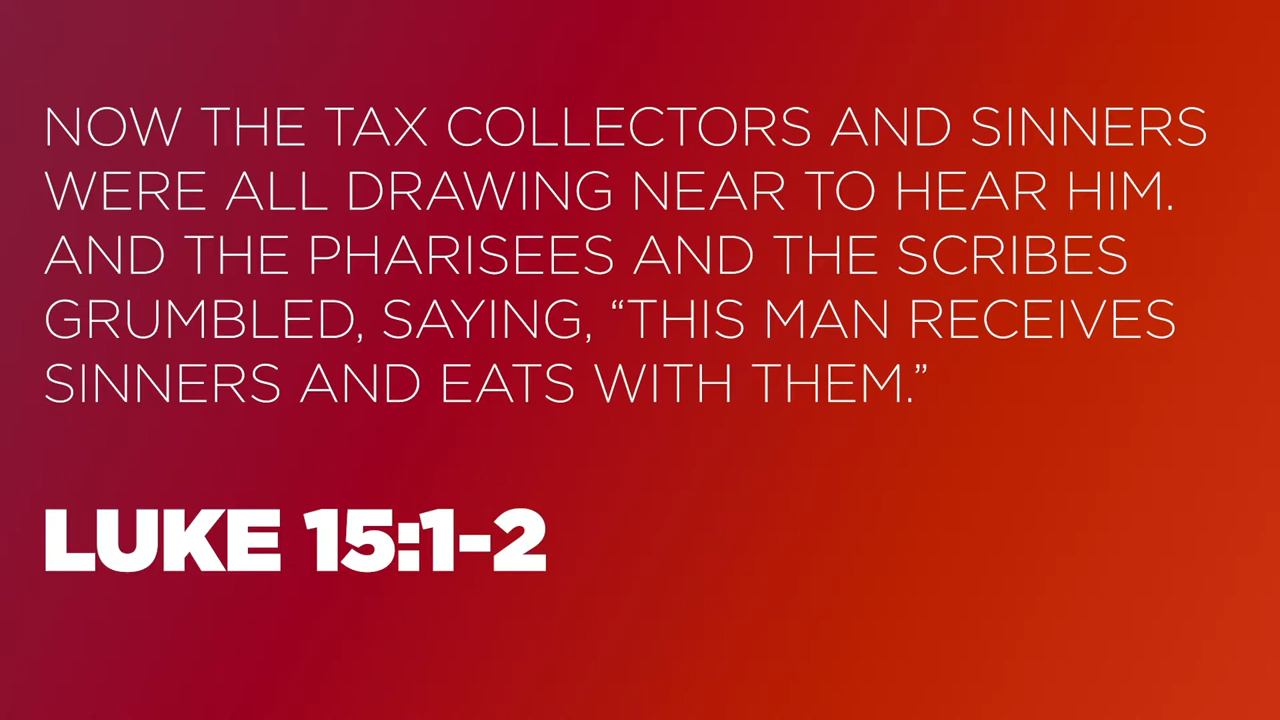 NOW THE TAX COLLECTORS AND SINNERS
WERE ALL DRAWING NEAR TO HEAR HIM.
AND THE PHARISEES AND THE SCRIBES
GRUMBLED, SAYING, “THIS MAN RECEIVES
SINNERS AND EATS WITH THEM.”
LUKE 15:1-2